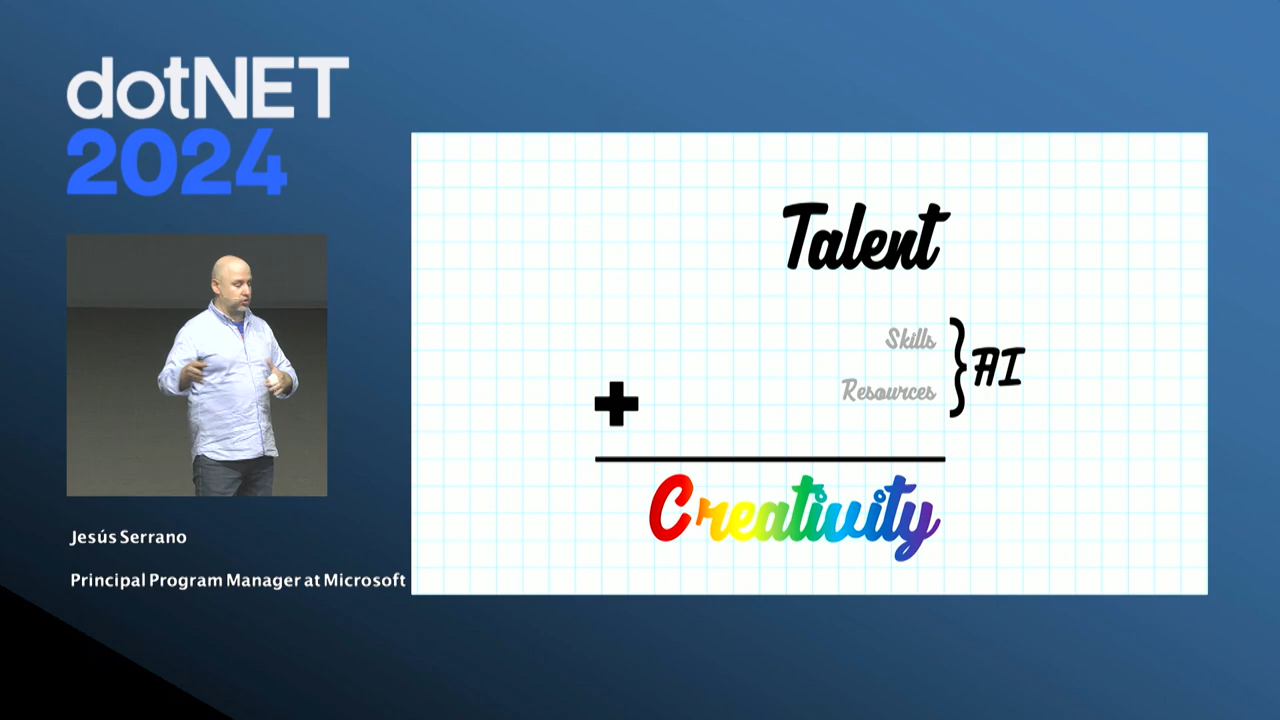 dotNET
2024
Talent
Skills
Resources
} AI
+
Creativity
Jesús Serrano
Principal Program Manager at Microsoft